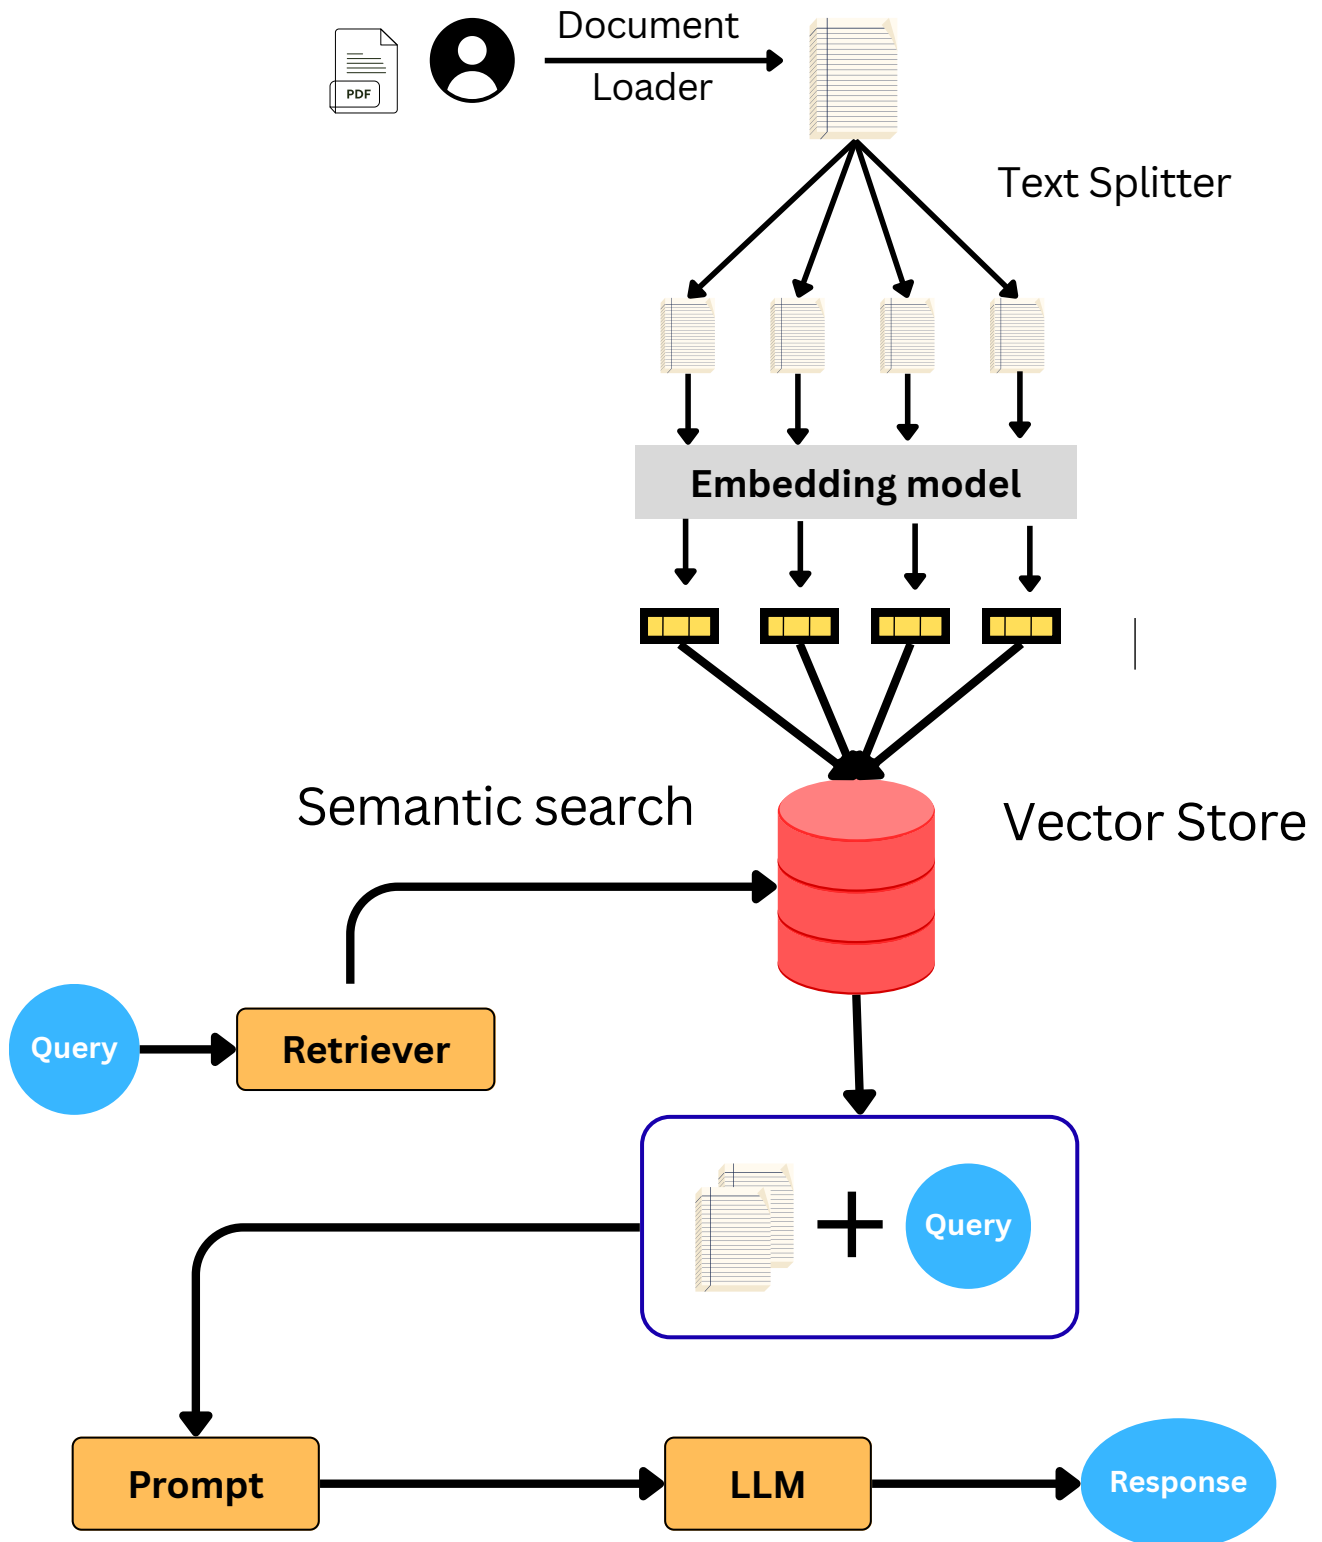 Document
Loader
PDF
Text Splitter
Embedding model
Semantic search
Vector Store
Query
Retriever
Query
Prompt
LLM
Response